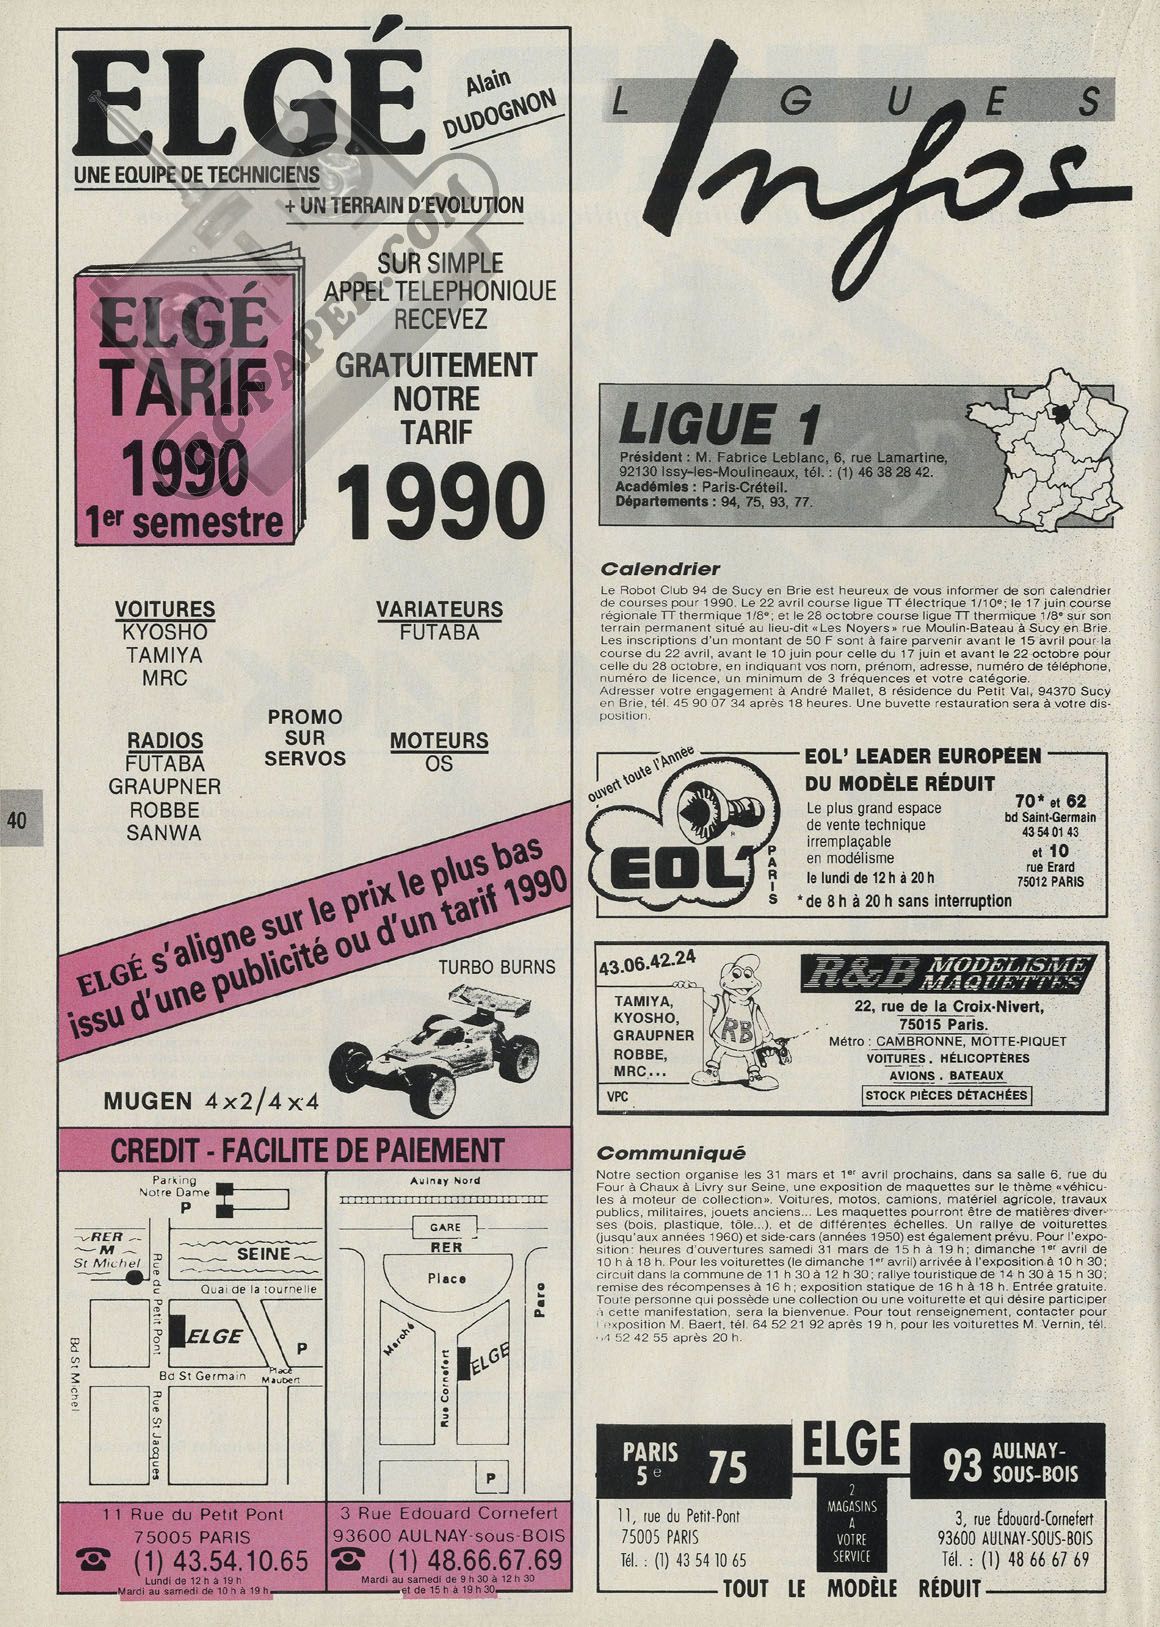 ELGÉ
Alain
DUDOGNON
UNE EQUIPE DE TECHNICIENS
+ UN TERRAIN D'EVOLUTION
ELGÉ
TARIF
1990
1er semestre
SUR SIMPLE
APPEL TELEPHONIQUE
RECEVEZ
GRATUITEMENT
NOTRE
TARIF
1990
RC-PAPER.COM
VOITURES
KYOSHO
TAMIYA
MRC
VARIATEURS
FUTABA
RADIOS
FUTABA
GRAUPNER
ROBBE
SANWA
PROMO
SUR
SERVOS
MOTEURS
OS
40
ELGÉ s'aligne sur le prix le plus bas
issu d'une publicité ou d'un tarif 1990
TURBO BURNS
MUGEN 4x2/4x4
CREDIT - FACILITE DE PAIEMENT
Parking
Notre Dame
P
RER
M
St Michel
SEINE
Rue du Petit Pont
Quai de la tournelle
ELGE
P
Bd St Germain
Place
Maubert
Bd St Michel
Rue St Jacques
Aulnay Nord
GARE
RER
Place
Parc
Marché
Rue Cornefert
ELGE
P
11 Rue du Petit Pont
75005 PARIS
(1) 43.54.10.65
Lundi de 12 h à 19 h
Mardi au samedi de 10 h à 19 h
3 Rue Edouard Cornefert
93600 AULNAY-sous-BOIS
(1) 48.66.67.69
Mardi au samedi de 9 h 30 à 12 h 30
et de 15 h à 19 h 30
LIGUES
Infos
LIGUE 1
Président : M. Fabrice Leblanc, 6, rue Lamartine,
92130 Issy-les-Moulineaux, tél. : (1) 46 38 28 42.
Académies : Paris-Créteil.
Départements : 94, 75, 93, 77.
Calendrier
Le Robot Club 94 de Sucy en Brie est heureux de vous informer de son calendrier
de courses pour 1990. Le 22 avril course ligue TT électrique 1/10e; le 17 juin course
régionale TT thermique 1/8e; et le 28 octobre course ligue TT thermique 1/8e sur son
terrain permanent situé au lieu-dit « Les Noyers » rue Moulin-Bateau à Sucy en Brie.
Les inscriptions d'un montant de 50 F sont à faire parvenir avant le 15 avril pour la
course du 22 avril, avant le 10 juin pour celle du 17 juin et avant le 22 octobre pour
celle du 28 octobre, en indiquant vos nom, prénom, adresse, numéro de téléphone,
numéro de licence, un minimum de 3 fréquences et votre catégorie.
Adresser votre engagement à André Mallet, 8 résidence du Petit Val, 94370 Sucy
en Brie, tél. 45 90 07 34 après 18 heures. Une buvette restauration sera à votre dis-
position.
ouvert toute l'Année
EOL'
PARIS
EOL' LEADER EUROPÉEN
DU MODÈLE RÉDUIT
Le plus grand espace
de vente technique
irremplaçable
en modélisme
le lundi de 12 h à 20 h
* de 8 h à 20 h sans interruption
70* et 62
bd Saint-Germain
43 54 01 43
et 10
rue Erard
75012 PARIS
43.06.42.24
TAMIYA,
KYOSHO,
GRAUPNER
ROBBE,
MRC...
VPC
RB
R&B MODELISME
MAQUETTES
22, rue de la Croix-Nivert,
75015 Paris.
Métro : CAMBRONNE, MOTTE-PIQUET
VOITURES . HÉLICOPTÈRES
AVIONS . BATEAUX
STOCK PIÈCES DÉTACHÉES
Communiqué
Notre section organise les 31 mars et 1er avril prochains, dans sa salle 6, rue du
Four à Chaux à Livry sur Seine, une exposition de maquettes sur le thème «véhicu-
les à moteur de collection». Voitures, motos, camions, matériel agricole, travaux
publics, militaires, jouets anciens... Les maquettes pourront être de matières diver-
ses (bois, plastique, tôle...), et de différentes échelles. Un rallye de voiturettes
(jusqu'aux années 1960) et side-cars (années 1950) est également prévu. Pour l'expo-
sition: heures d'ouvertures samedi 31 mars de 15 h à 19 h; dimanche 1er avril de
10 h à 18 h. Pour les voiturettes (le dimanche 1er avril) arrivée à l'exposition à 10 h 30;
circuit dans la commune de 11 h 30 à 12 h 30; rallye touristique de 14 h 30 à 15 h 30;
remise des récompenses à 16 h; exposition statique de 16 h à 18 h. Entrée gratuite.
Toute personne qui possède une collection ou une voiturette et qui désire participer
à cette manifestation, sera la bienvenue. Pour tout renseignement, contacter pour
l'exposition M. Baert, tél. 64 52 21 92 après 19 h, pour les voiturettes M. Vernin, tél.
64 52 42 55 après 20 h.
PARIS
5e
75
ELGE
93 AULNAY-
SOUS-BOIS
11, rue du Petit-Pont
75005 PARIS
Tél. : (1) 43 54 10 65
2
MAGASINS
A
VOTRE
SERVICE
3, rue Édouard-Cornefert
93600 AULNAY-SOUS-BOIS
Tél. : (1) 48 66 67 69
TOUT LE MODÈLE RÉDUIT